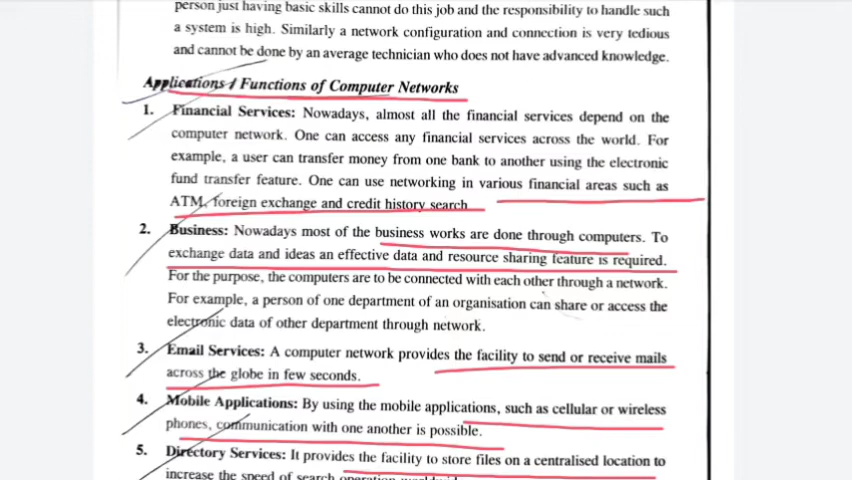 person just having basic skills cannot do this job and the responsibility to handle such
a system is high. Similarly a network configuration and connection is very tedious
and cannot be done by an average technician who does not have advanced knowledge.
Applications / Functions of Computer Networks
1. Financial Services: Nowadays, almost all the financial services depend on the
computer network. One can access any financial services across the world. For
example, a user can transfer money from one bank to another using the electronic
fund transfer feature. One can use networking in various financial areas such as
ATM, foreign exchange and credit history search
2. Business: Nowadays most of the business works are done through computers. To
exchange data and ideas an effective data and resource sharing feature is required.
For the purpose, the computers are to be connected with each other through a network.
For example, a person of one department of an organisation can share or access the
electronic data of other department through network.
3. Email Services: A computer network provides the facility to send or receive mails
across the globe in few seconds.
4. Mobile Applications: By using the mobile applications, such as cellular or wireless
phones, communication with one another is possible.
5. Directory Services: It provides the facility to store files on a centralised location to
increase the speed of search operation